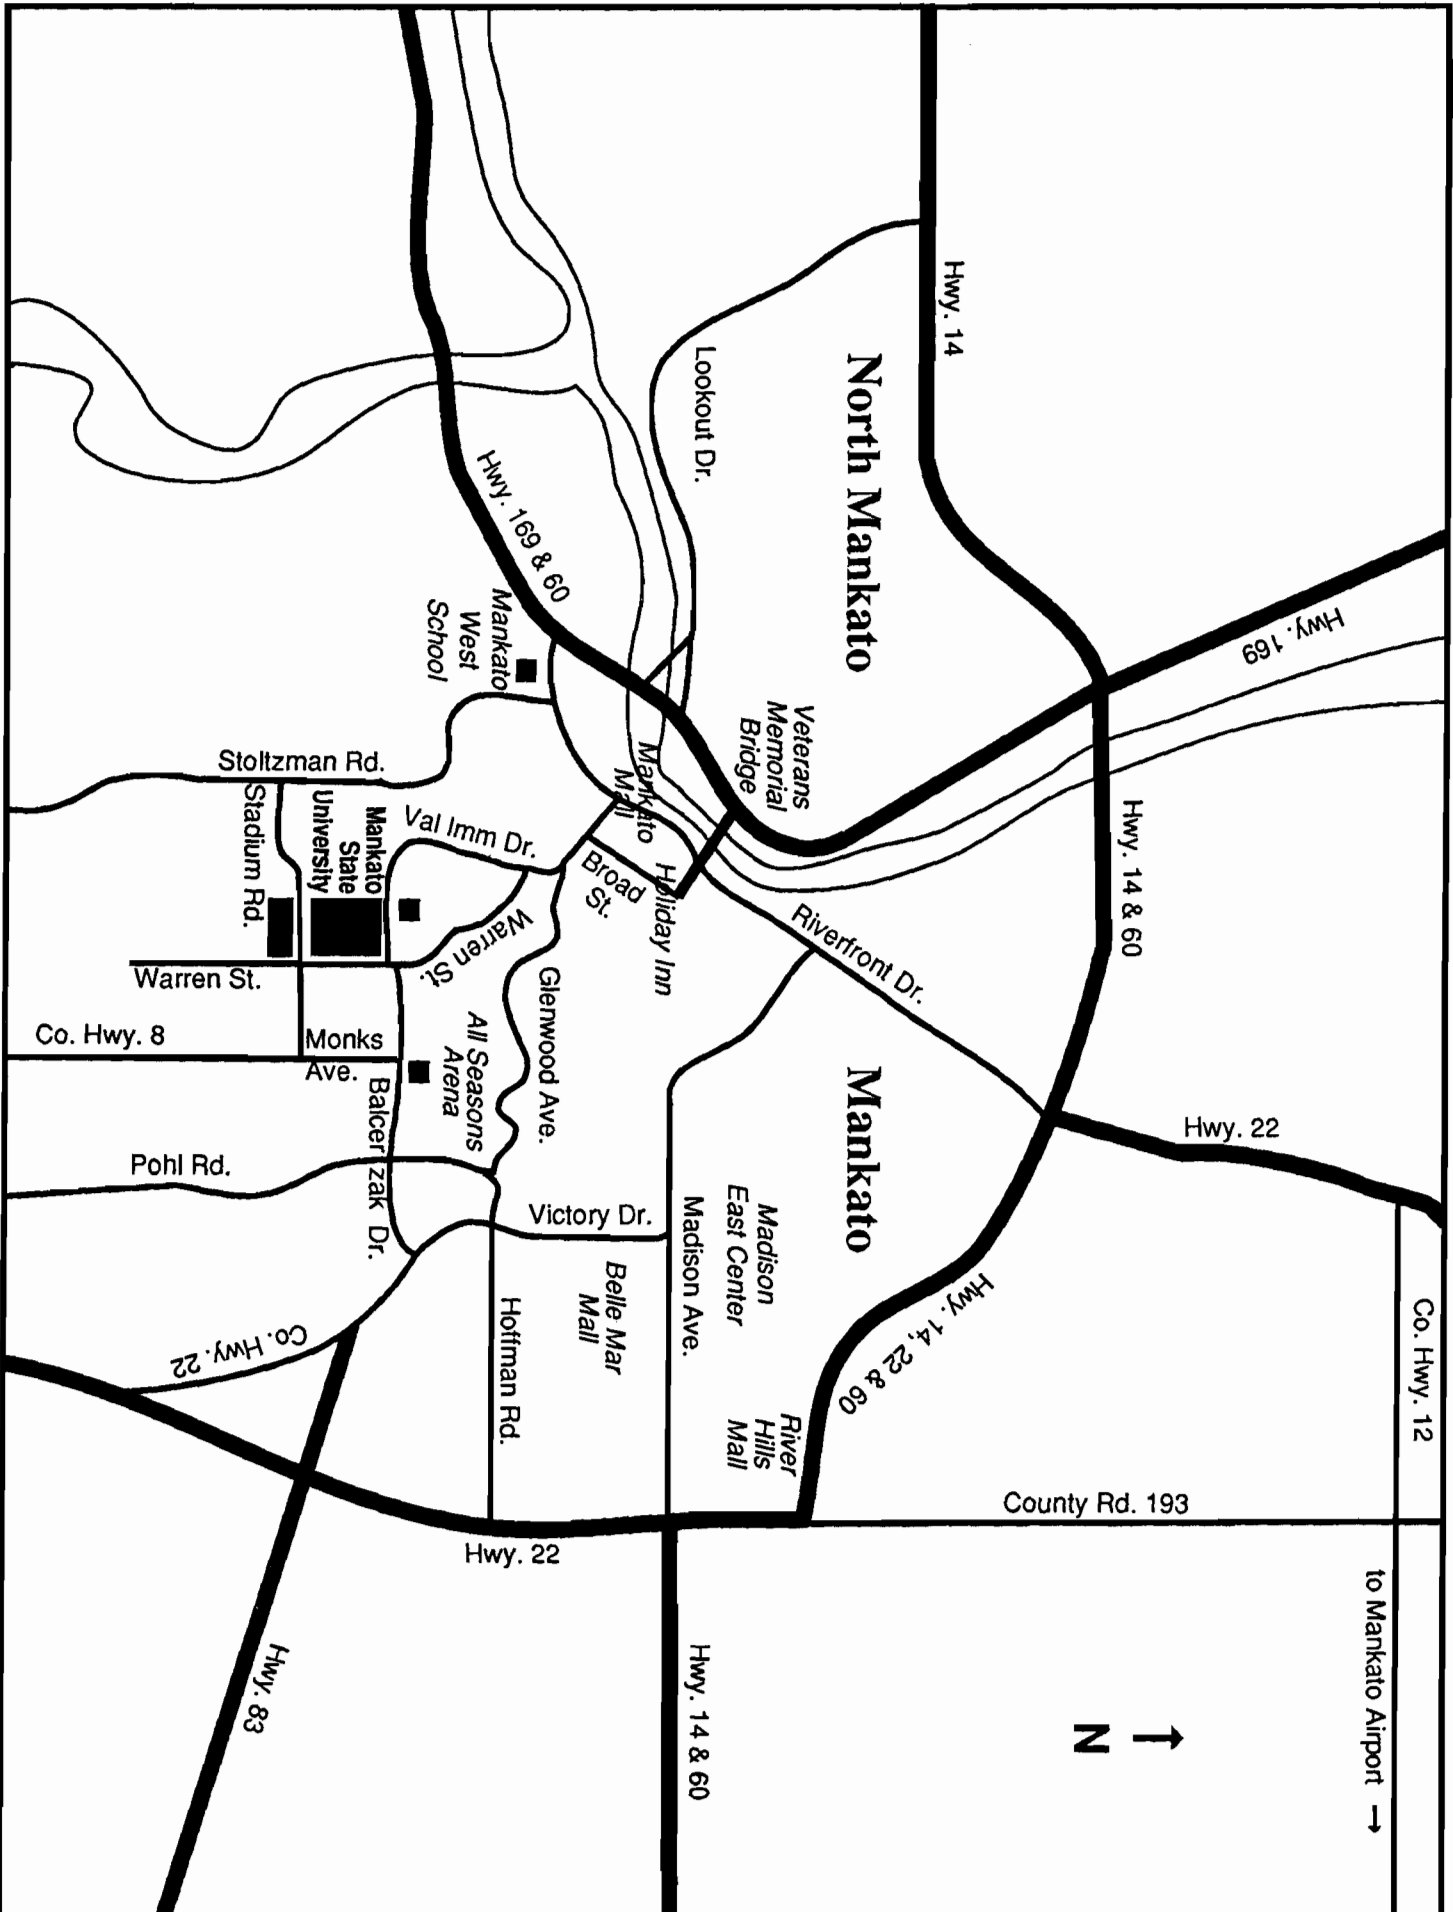 Hwy. 169
Hwy. 22
Co. Hwy. 12
to Mankato Airport →
Hwy. 14
Hwy. 14 & 60
County Rd. 193
N
North Mankato
Mankato
Hwy. 14, 22 & 60
Lookout Dr.
Veterans
Memorial
Bridge
Riverfront Dr.
Madison
East Center
River
Hills
Mall
Madison Ave.
Hwy. 14 & 60
Mankato
Mall
Holiday Inn
Broad
St.
Victory Dr.
Belle Mar
Mall
Hwy. 169 & 60
Mankato
West
School
Glenwood Ave.
Hoffman Rd.
Hwy. 22
Val Imm Dr.
Warren St.
All Seasons
Arena
Stoltzman Rd.
Mankato
State
University
Stadium Rd.
Warren St.
Monks
Ave.
Balcerzak Dr.
Co. Hwy. 8
Pohl Rd.
Co. Hwy. 22
Hwy. 83